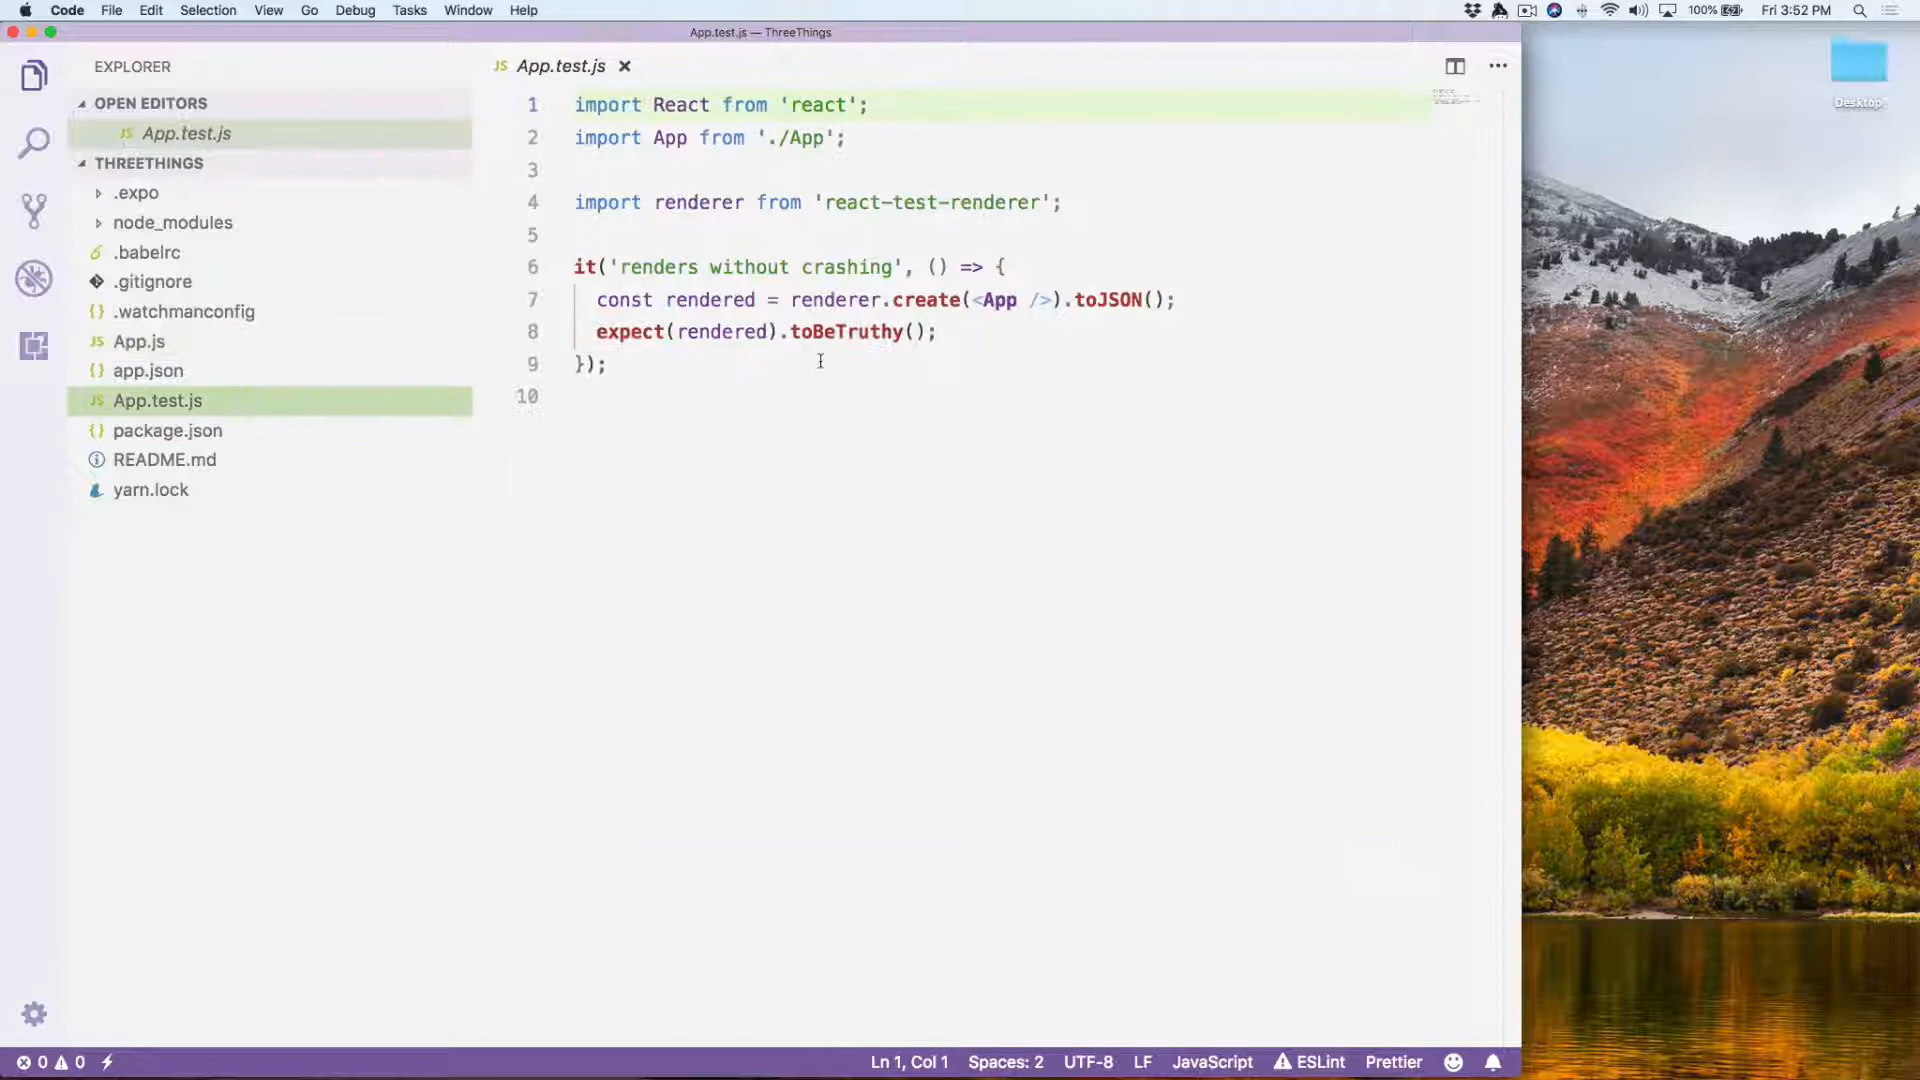 Code File Edit Selection View Go Debug Tasks Window Help
100% Fri 3:52 PM
App.test.js — ThreeThings
Desktop
EXPLORER
OPEN EDITORS
JS App.test.js
THREETHINGS
.expo
node_modules
.babelrc
.gitignore
{} .watchmanconfig
JS App.js
{} app.json
JS App.test.js
{} package.json
README.md
yarn.lock
JS App.test.js
1 import React from 'react';
2 import App from './App';
3
4 import renderer from 'react-test-renderer';
5
6 it('renders without crashing', () => {
7 const rendered = renderer.create(<App />).toJSON();
8 expect(rendered).toBeTruthy();
9 });
10
0 0 Ln 1, Col 1 Spaces: 2 UTF-8 LF JavaScript ESLint Prettier